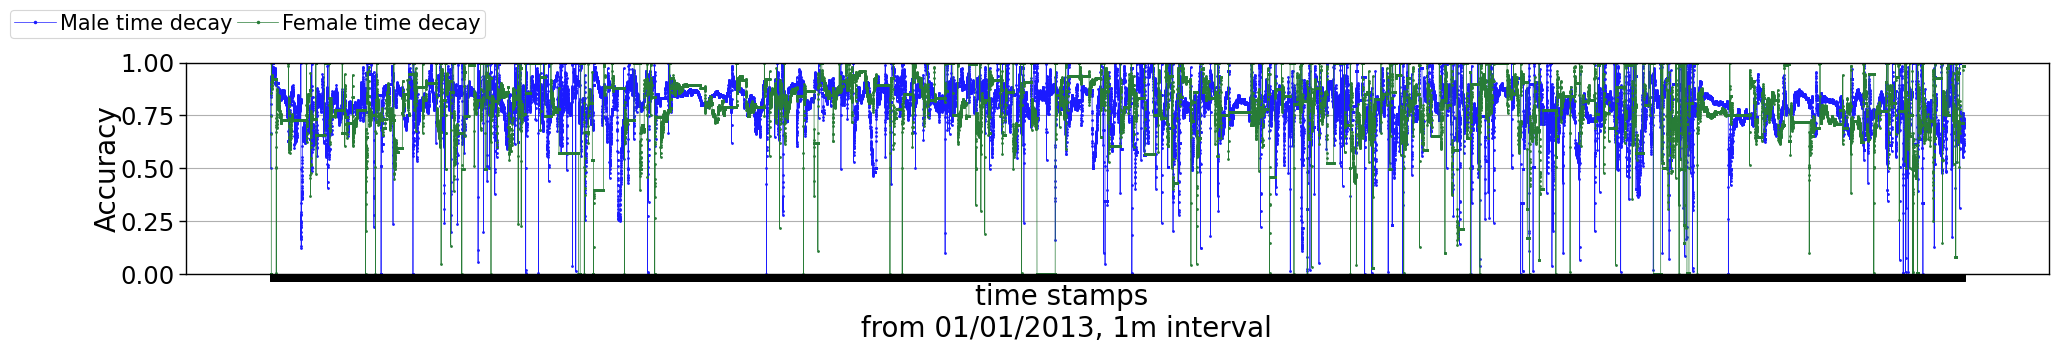 Male time decay Female time decay
1.00
0.75
0.50
0.25
0.00
Accuracy
time stamps
from 01/01/2013, 1m interval